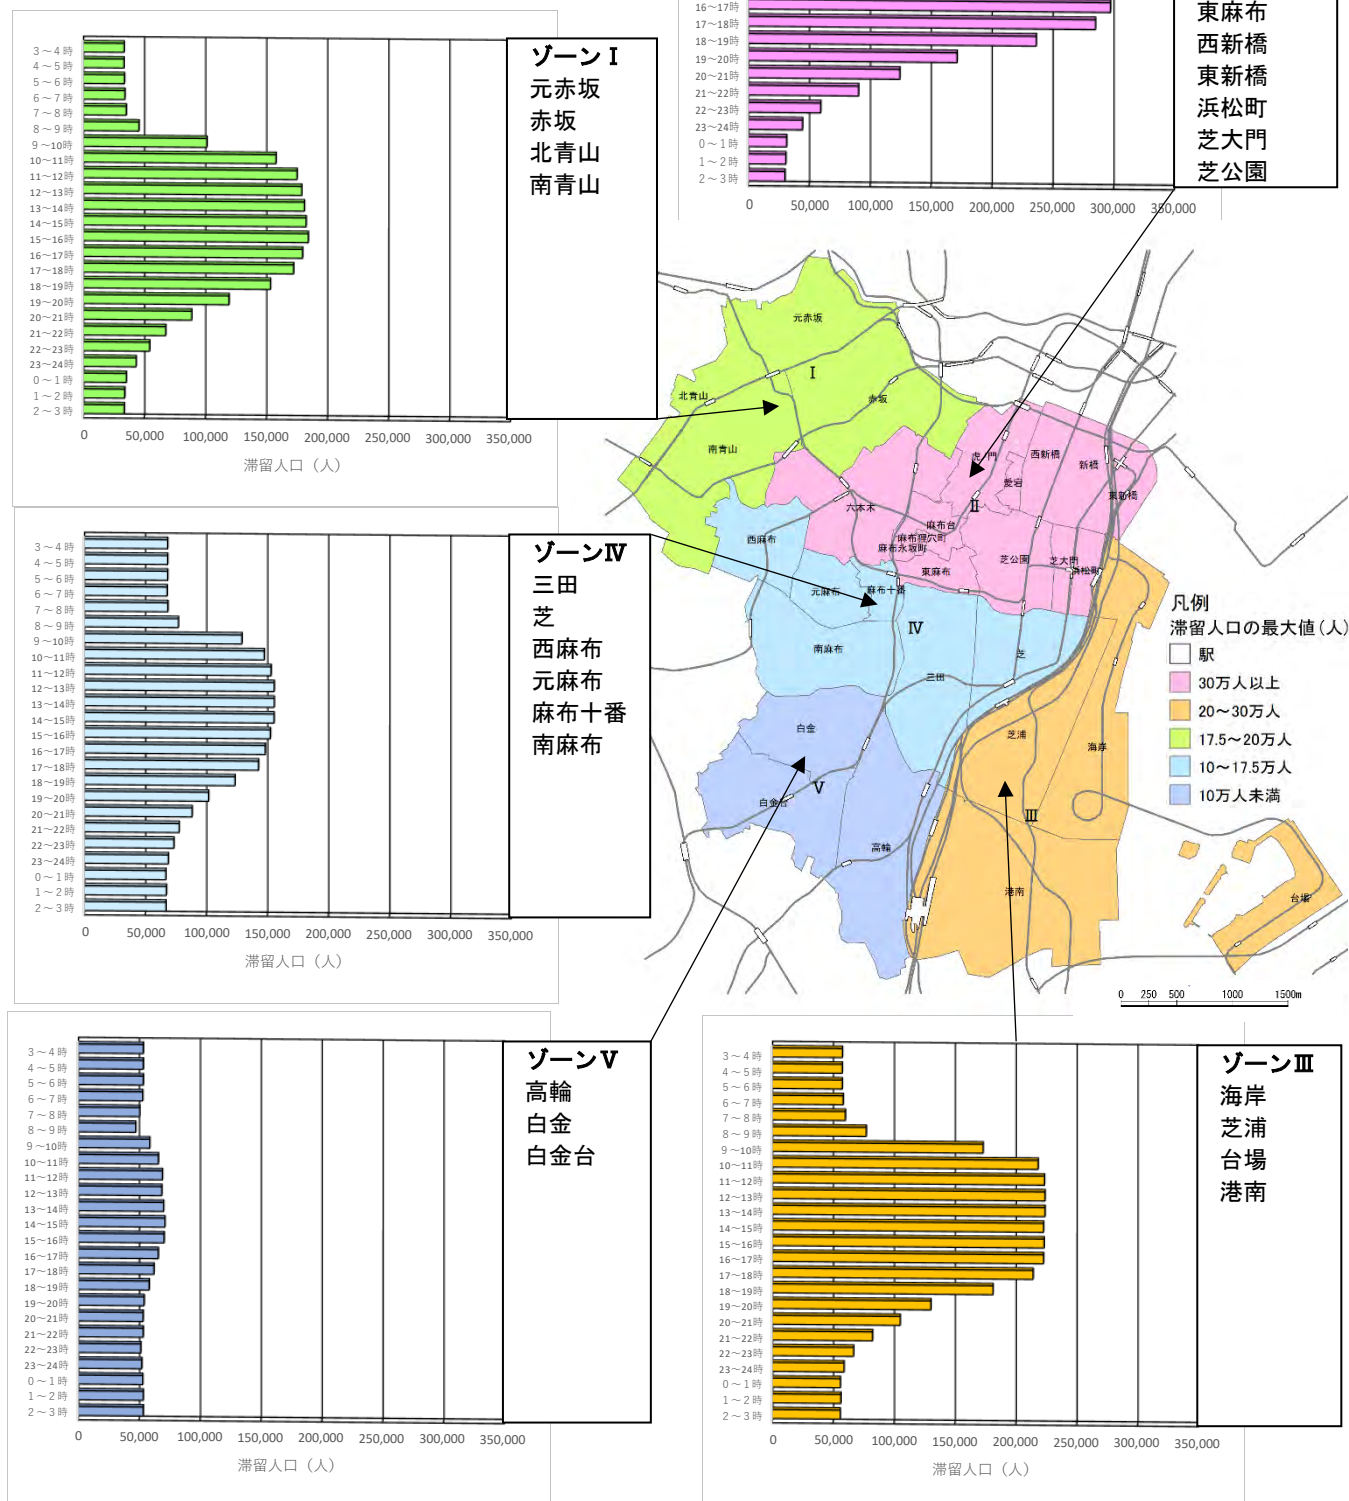 3～4時
4～5時
5～6時
6～7時
7～8時
8～9時
9～10時
10～11時
11～12時
12～13時
13～14時
14～15時
15～16時
16～17時
17～18時
18～19時
19～20時
20～21時
21～22時
22～23時
23～24時
0～1時
1～2時
2～3時
0 50,000 100,000 150,000 200,000 250,000 300,000 350,000
滞留人口（人）
ゾーンⅠ
元赤坂
赤坂
北青山
南青山
16～17時
17～18時
18～19時
19～20時
20～21時
21～22時
22～23時
23～24時
0～1時
1～2時
2～3時
0 50,000 100,000 150,000 200,000 250,000 300,000 350,000
東麻布
西新橋
東新橋
浜松町
芝大門
芝公園
3～4時
4～5時
5～6時
6～7時
7～8時
8～9時
9～10時
10～11時
11～12時
12～13時
13～14時
14～15時
15～16時
16～17時
17～18時
18～19時
19～20時
20～21時
21～22時
22～23時
23～24時
0～1時
1～2時
2～3時
0 50,000 100,000 150,000 200,000 250,000 300,000 350,000
滞留人口（人）
ゾーンⅣ
三田
芝
西麻布
元麻布
麻布十番
南麻布
元赤坂
Ⅰ
北青山
赤坂
南青山
虎ノ門
西新橋
新橋
愛宕
東新橋
六本木
Ⅱ
麻布台
麻布狸穴町
麻布永坂町
西麻布
東麻布
芝公園
芝大門
浜松町
元麻布
麻布十番
Ⅳ
南麻布
芝
三田
白金
芝浦
海岸
白金台
Ⅴ
Ⅲ
高輪
港南
台場
凡例
滞留人口の最大値（人）
駅
30万人以上
20～30万人
17.5～20万人
10～17.5万人
10万人未満
0 250 500 1000 1500m
3～4時
4～5時
5～6時
6～7時
7～8時
8～9時
9～10時
10～11時
11～12時
12～13時
13～14時
14～15時
15～16時
16～17時
17～18時
18～19時
19～20時
20～21時
21～22時
22～23時
23～24時
0～1時
1～2時
2～3時
0 50,000 100,000 150,000 200,000 250,000 300,000 350,000
滞留人口（人）
ゾーンⅤ
高輪
白金
白金台
3～4時
4～5時
5～6時
6～7時
7～8時
8～9時
9～10時
10～11時
11～12時
12～13時
13～14時
14～15時
15～16時
16～17時
17～18時
18～19時
19～20時
20～21時
21～22時
22～23時
23～24時
0～1時
1～2時
2～3時
0 50,000 100,000 150,000 200,000 250,000 300,000 350,000
滞留人口（人）
ゾーンⅢ
海岸
芝浦
台場
港南